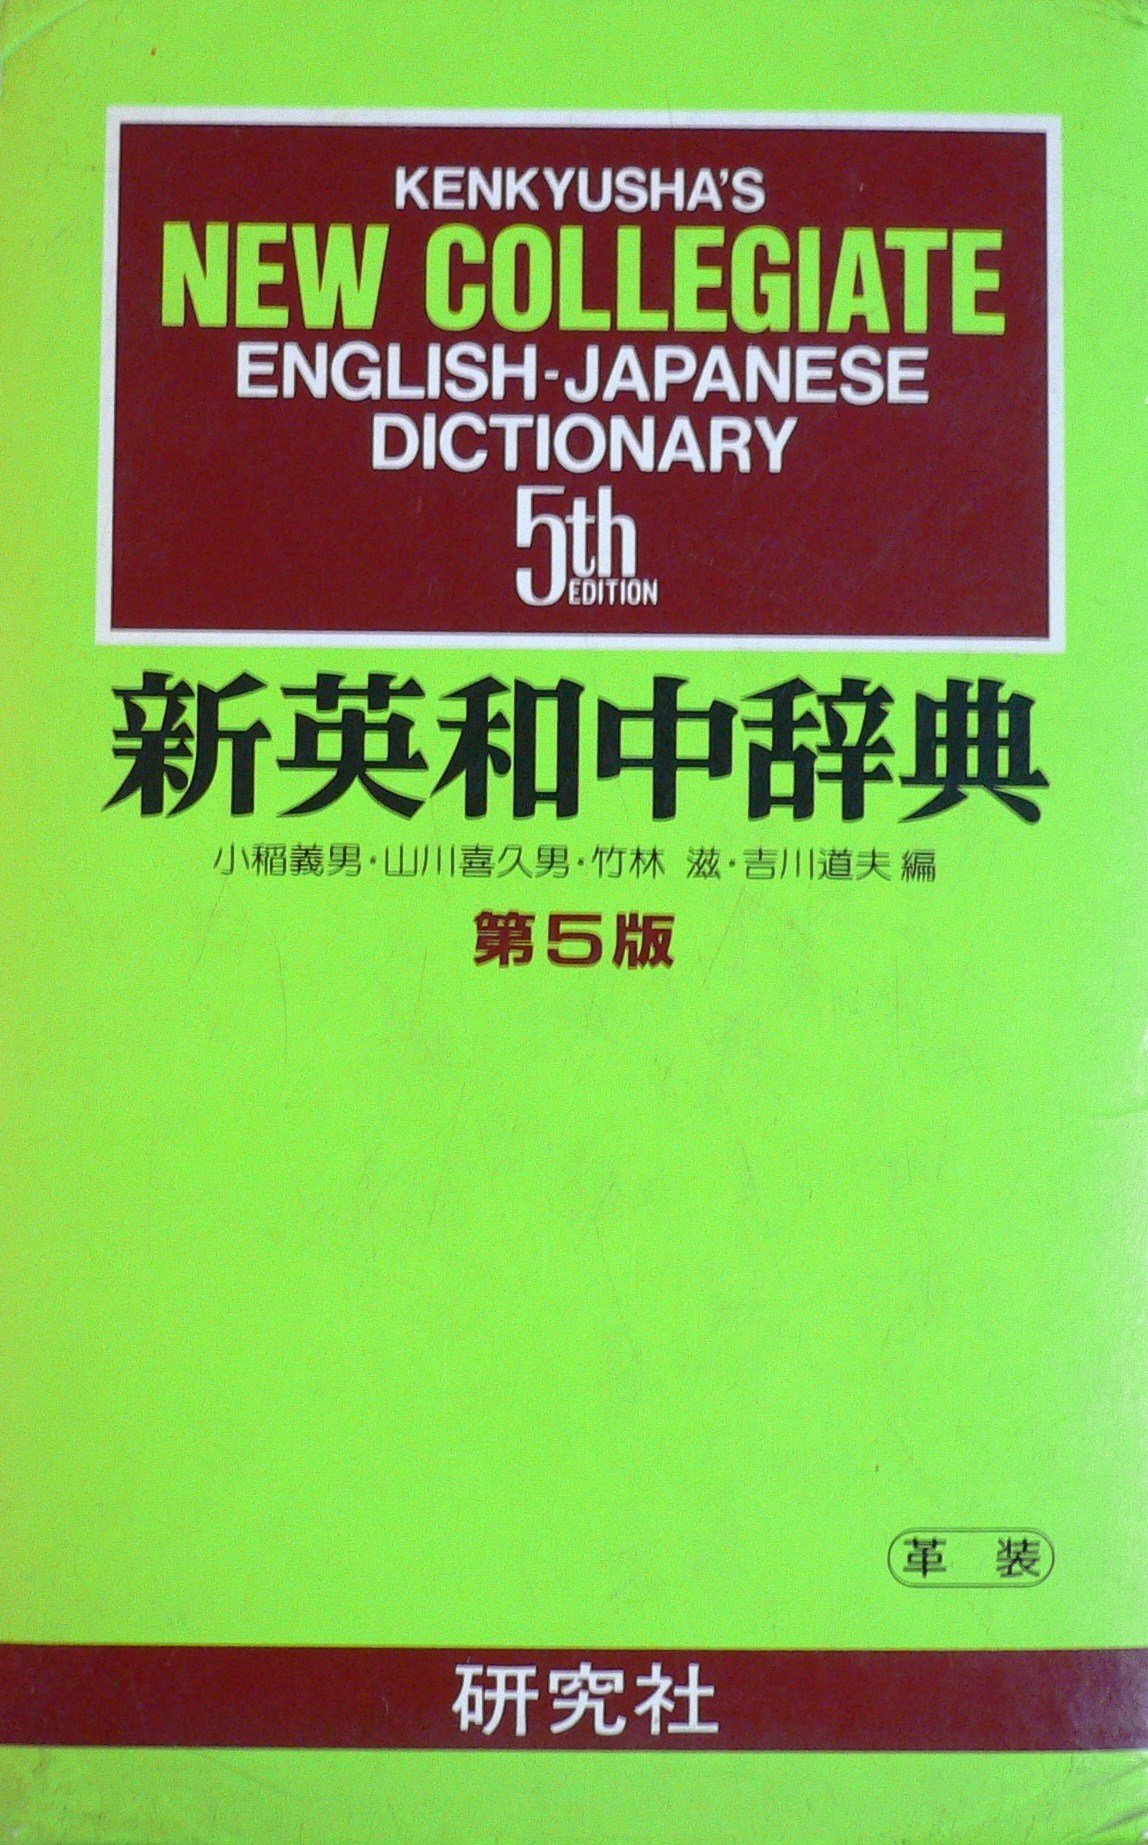 KENKYUSHA'S
NEW COLLEGIATE
ENGLISH-JAPANESE
DICTIONARY
5th EDITION
新英和中辞典
小稲義男・山川喜久男・竹林 滋・吉川道夫 編
第5版
革 装
研究社